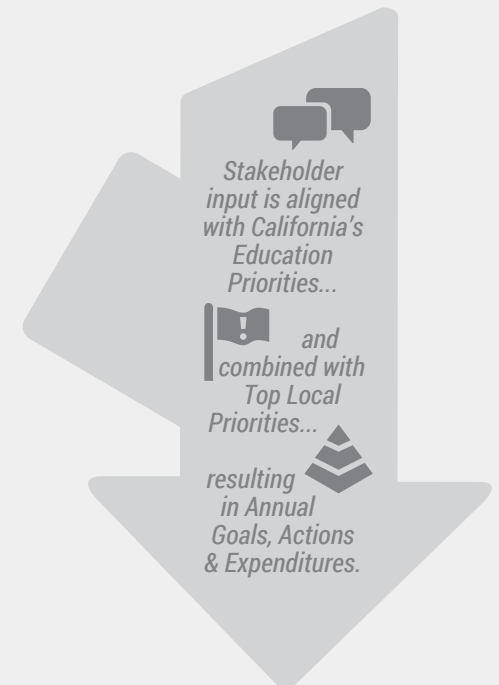 Stakeholder
input is aligned
with California's
Education
Priorities...
!
and
combined with
Top Local
Priorities...
resulting
in Annual
Goals, Actions
& Expenditures.